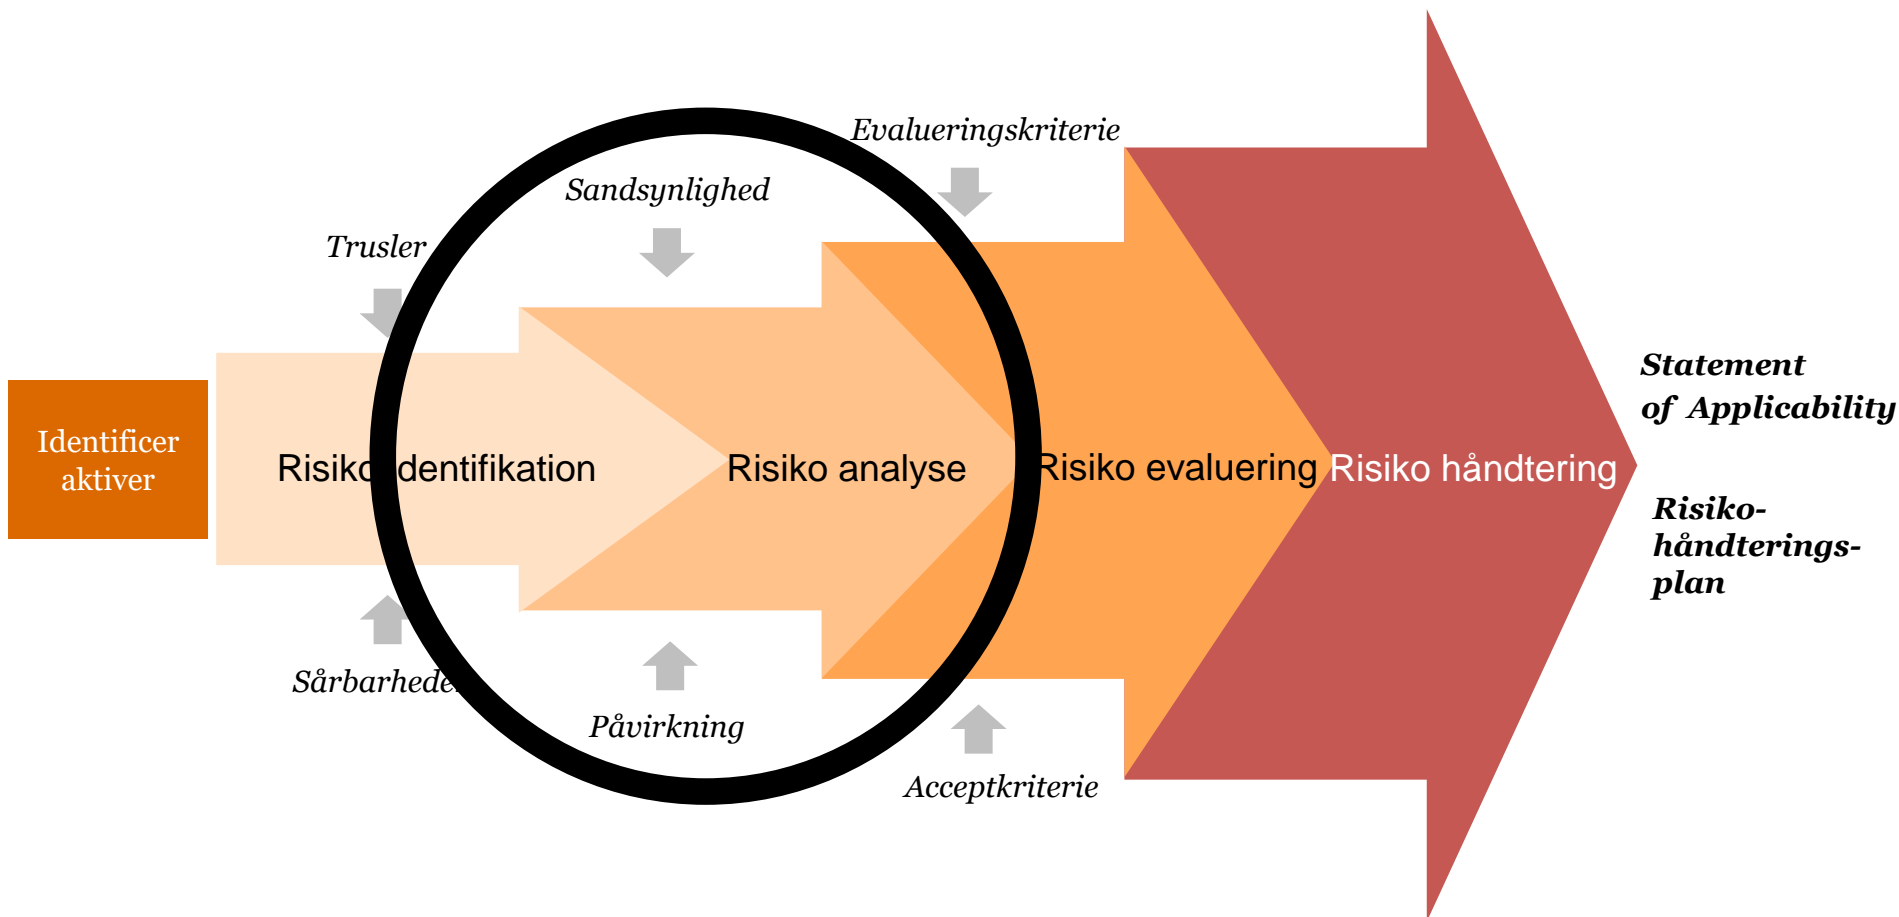 Evalueringskriterie
Sandsynlighed
Trusler
Identificer
aktiver
Risiko identifikation
Risiko analyse
Risiko evaluering
Risiko håndtering
Statement
of Applicability
Risiko-
håndterings-
plan
Sårbarheder
Påvirkning
Acceptkriterie